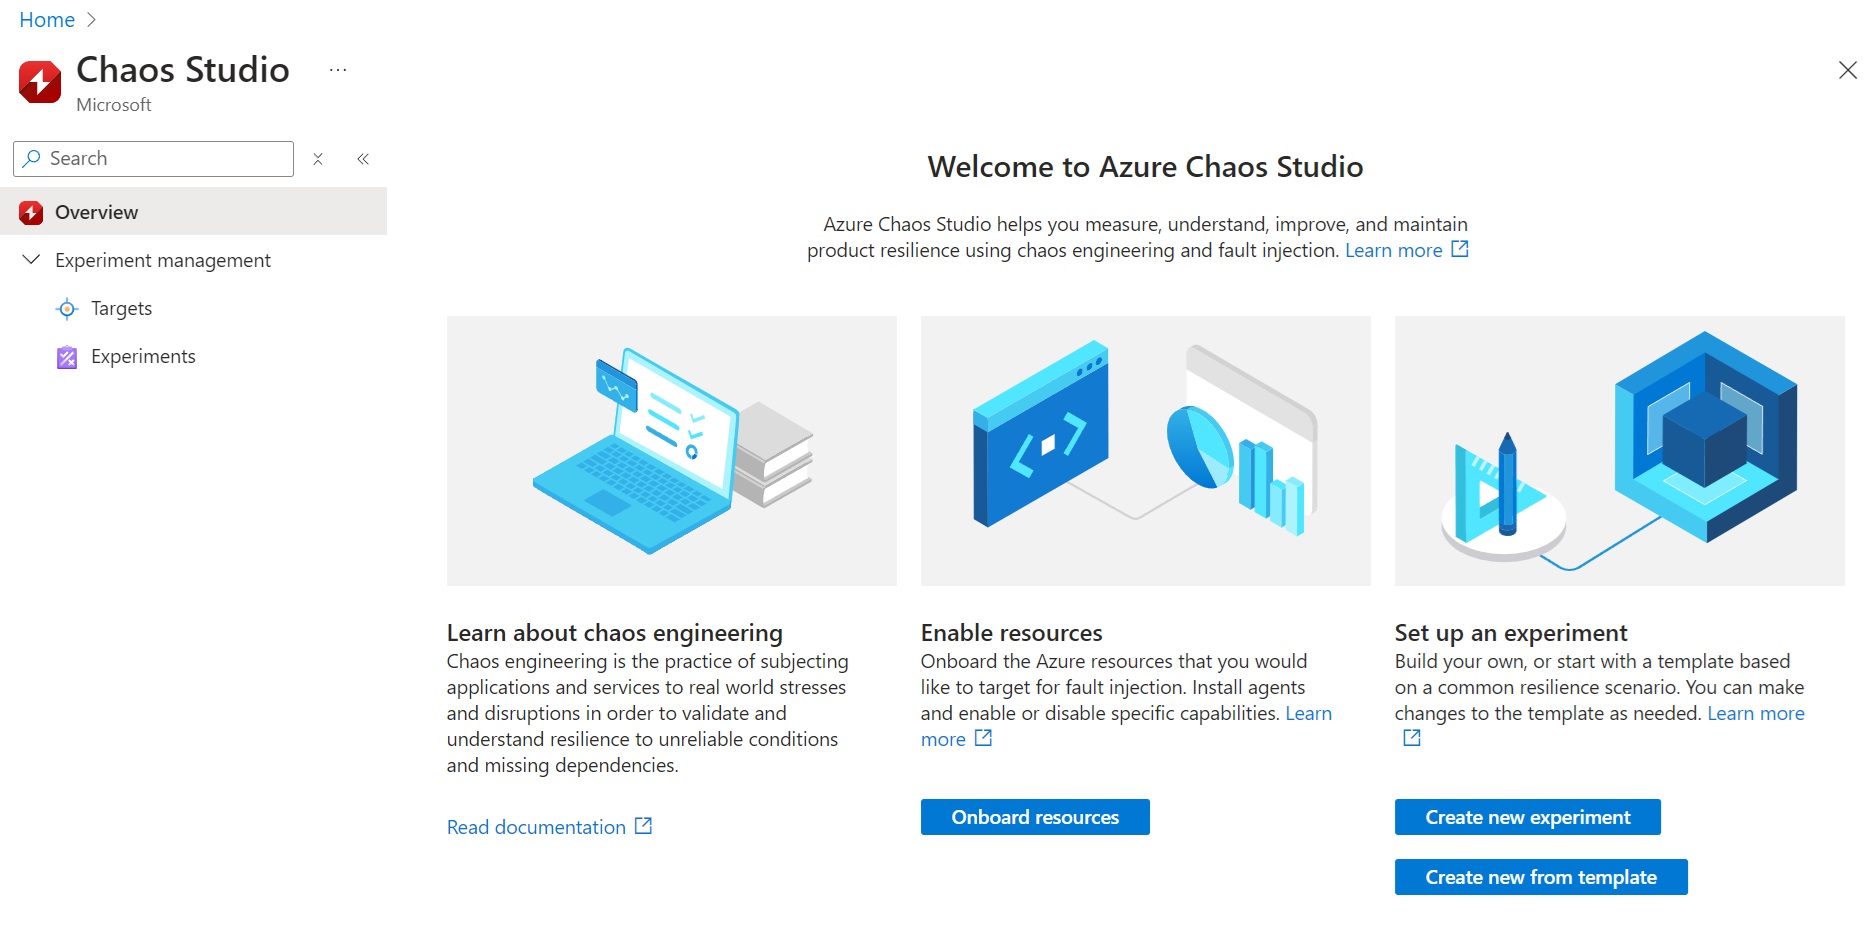 Home
Chaos Studio
Microsoft
Search
Overview
Experiment management
Targets
Experiments
Welcome to Azure Chaos Studio
Azure Chaos Studio helps you measure, understand, improve, and maintain
product resilience using chaos engineering and fault injection. Learn more
Learn about chaos engineering
Chaos engineering is the practice of subjecting
applications and services to real world stresses
and disruptions in order to validate and
understand resilience to unreliable conditions
and missing dependencies.
Read documentation
Enable resources
Onboard the Azure resources that you would
like to target for fault injection. Install agents
and enable or disable specific capabilities. Learn
more
Onboard resources
Set up an experiment
Build your own, or start with a template based
on a common resilience scenario. You can make
changes to the template as needed. Learn more
Create new experiment
Create new from template